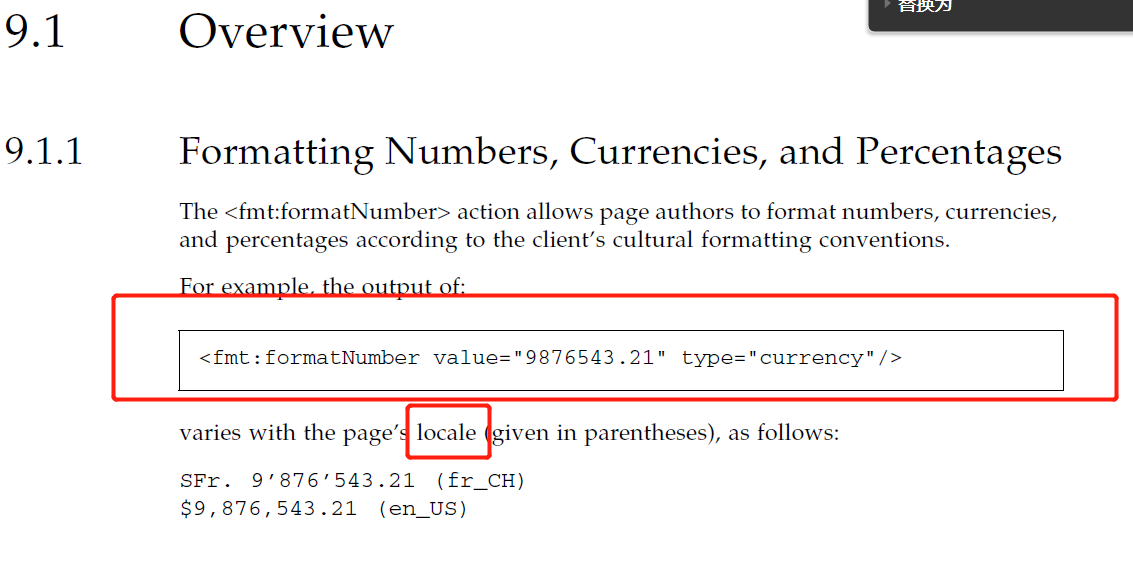 替换为
9.1 Overview
9.1.1 Formatting Numbers, Currencies, and Percentages
The <fmt:formatNumber> action allows page authors to format numbers, currencies,
and percentages according to the client’s cultural formatting conventions.
For example, the output of:
<fmt:formatNumber value="9876543.21" type="currency"/>
varies with the page’s locale (given in parentheses), as follows:
SFr. 9’876’543.21 (fr_CH)
$9,876,543.21 (en_US)